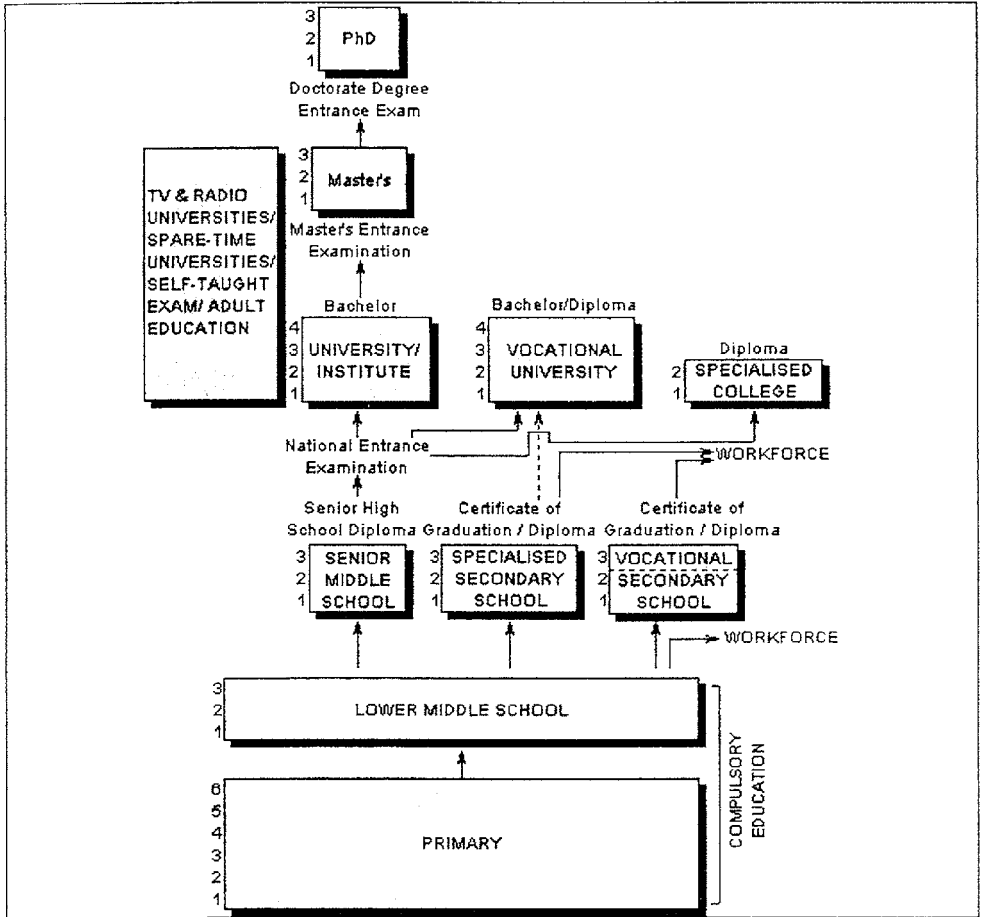 3
2
1
PhD
Doctorate Degree
Entrance Exam
3
2
1
Master's
Master's Entrance
Examination
TV & RADIO
UNIVERSITIES/
SPARE-TIME
UNIVERSITIES/
SELF-TAUGHT
EXAM/ ADULT
EDUCATION
Bachelor
4
3
2
1
UNIVERSITY/
INSTITUTE
Bachelor/Diploma
4
3
2
1
VOCATIONAL
UNIVERSITY
Diploma
2
1
SPECIALISED
COLLEGE
National Entrance
Examination
WORKFORCE
Senior High
School Diploma
3
2
1
SENIOR
MIDDLE
SCHOOL
Certificate of
Graduation / Diploma
3
2
1
SPECIALISED
SECONDARY
SCHOOL
Certificate of
Graduation / Diploma
3
2
1
VOCATIONAL
SECONDARY
SCHOOL
WORKFORCE
3
2
1
LOWER MIDDLE SCHOOL
6
5
4
3
2
1
PRIMARY
COMPULSORY
EDUCATION